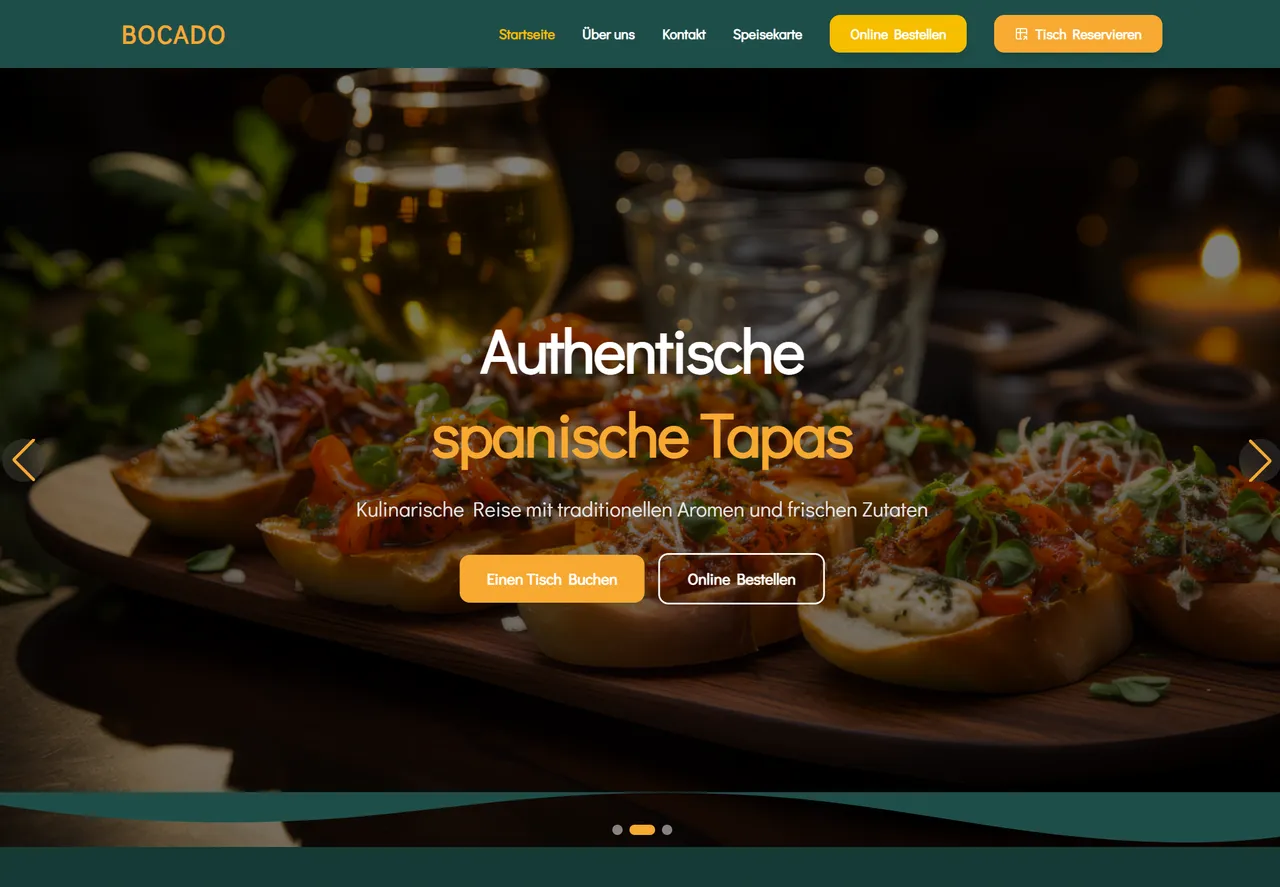 BOCADO
Startseite Über uns Kontakt Speisekarte Online Bestellen Tisch Reservieren
Authentische
spanische Tapas
Kulinarische Reise mit traditionellen Aromen und frischen Zutaten
Einen Tisch Buchen Online Bestellen